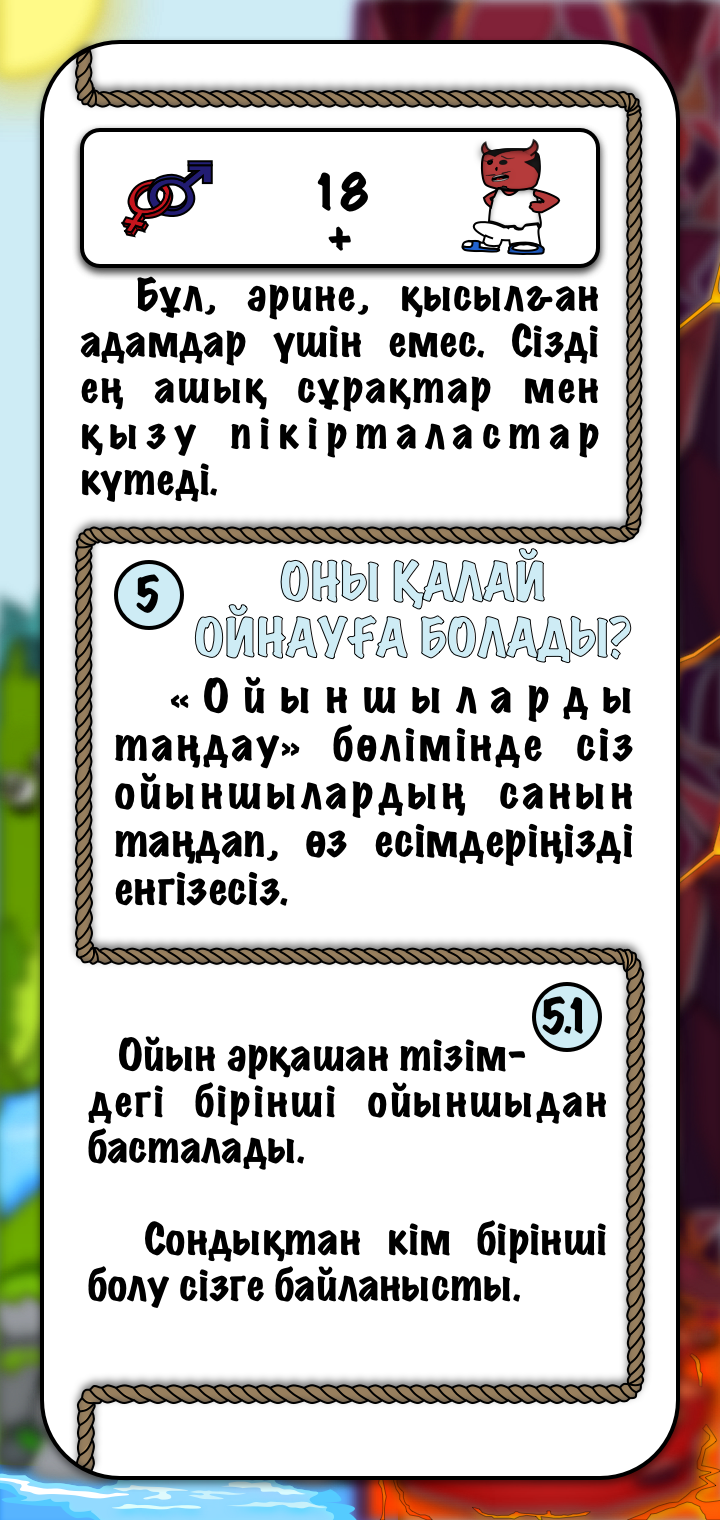 18
+
Бұл, әрине, қысылған
адамдар үшін емес. Сізді
ең ашық сұрақтар мен
қызу пікірталастар
күтеді.
5
ОНЫ ҚАЛАЙ
ОЙНАУҒА БОЛАДЫ?
«Ойыншыларды
таңдау» бөлімінде сіз
ойыншылардың санын
таңдап, өз есімдеріңізді
енгізесіз.
5.1
Ойын әрқашан тізім-
дегі бірінші ойыншыдан
басталады.
Сондықтан кім бірінші
болу сізге байланысты.